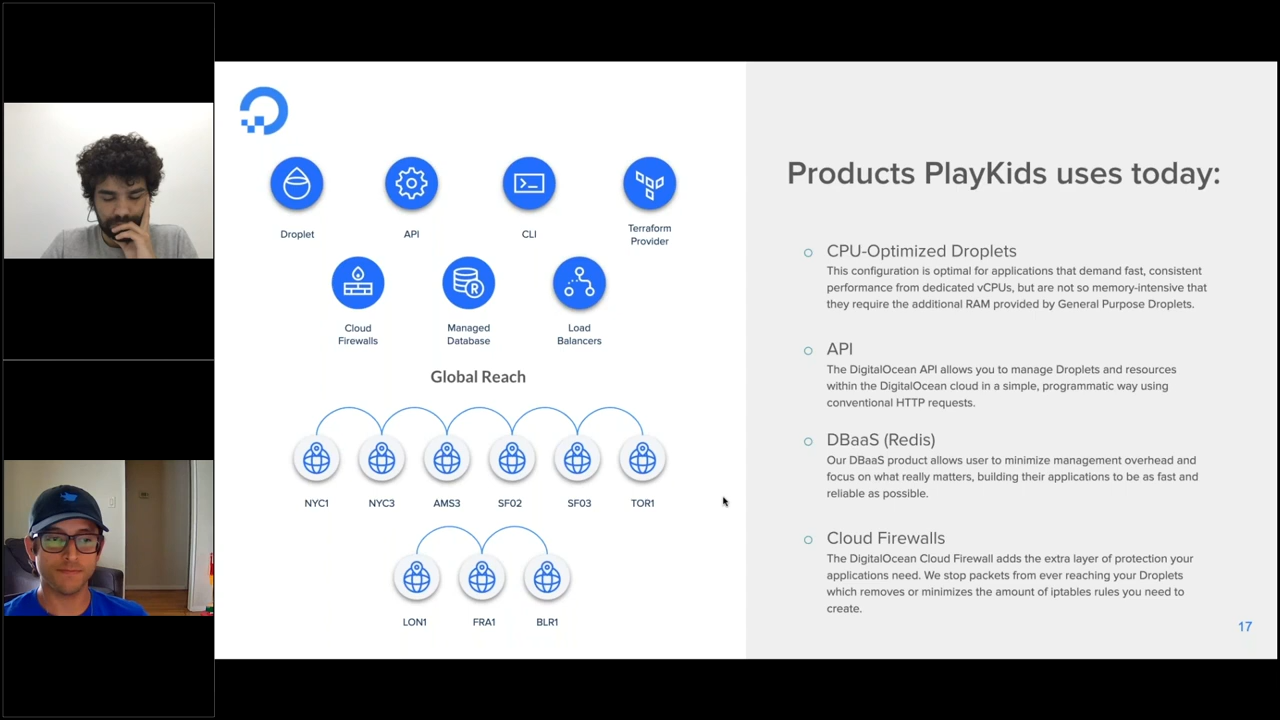 Droplet
API
CLI
Terraform
Provider
Cloud
Firewalls
Managed
Database
Load
Balancers
Global Reach
NYC1
NYC3
AMS3
SF02
SF03
TOR1
LON1
FRA1
BLR1
Products PlayKids uses today:
CPU-Optimized Droplets
This configuration is optimal for applications that demand fast, consistent
performance from dedicated vCPUs, but are not so memory-intensive that
they require the additional RAM provided by General Purpose Droplets.
API
The DigitalOcean API allows you to manage Droplets and resources
within the DigitalOcean cloud in a simple, programmatic way using
conventional HTTP requests.
DBaaS (Redis)
Our DBaaS product allows user to minimize management overhead and
focus on what really matters, building their applications to be as fast and
reliable as possible.
Cloud Firewalls
The DigitalOcean Cloud Firewall adds the extra layer of protection your
applications need. We stop packets from ever reaching your Droplets
which removes or minimizes the amount of iptables rules you need to
create.
17